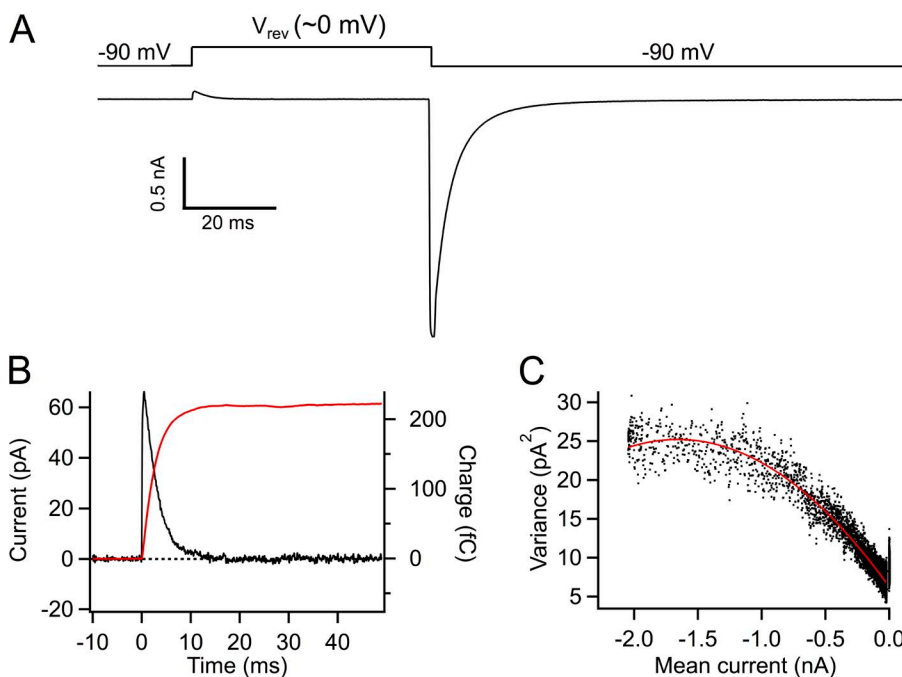 A
V_rev (~0 mV)
-90 mV
-90 mV
0.5 nA
20 ms
B
60
40
20
0
-20
Current (pA)
200
100
0
Charge (fC)
-10 0 10 20 30 40
Time (ms)
C
30
25
20
15
10
5
Variance (pA²)
-2.0 -1.5 -1.0 -0.5 0.0
Mean current (nA)